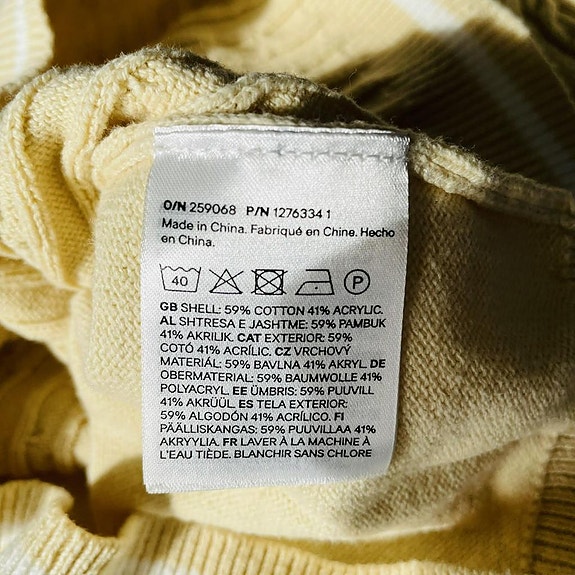 O/N 259068 P/N 1276334 1
Made in China. Fabriqué en Chine. Hecho
en China.
40 P
GB SHELL: 59% COTTON 41% ACRYLIC.
AL SHTRESA E JASHTME: 59% PAMBUK
41% AKRILIK. CAT EXTERIOR: 59%
COTÓ 41% ACRÍLIC. CZ VRCHOVÝ
MATERIÁL: 59% BAVLNA 41% AKRYL. DE
OBERMATERIAL: 59% BAUMWOLLE 41%
POLYACRYL. EE ÜMBRIS: 59% PUUVILL
41% AKRÜÜL. ES TELA EXTERIOR:
59% ALGODÓN 41% ACRÍLICO. FI
PÄÄLLISKANGAS: 59% PUUVILLAA 41%
AKRYYLIA. FR LAVER À LA MACHINE À
L'EAU TIÈDE. BLANCHIR SANS CHLORE